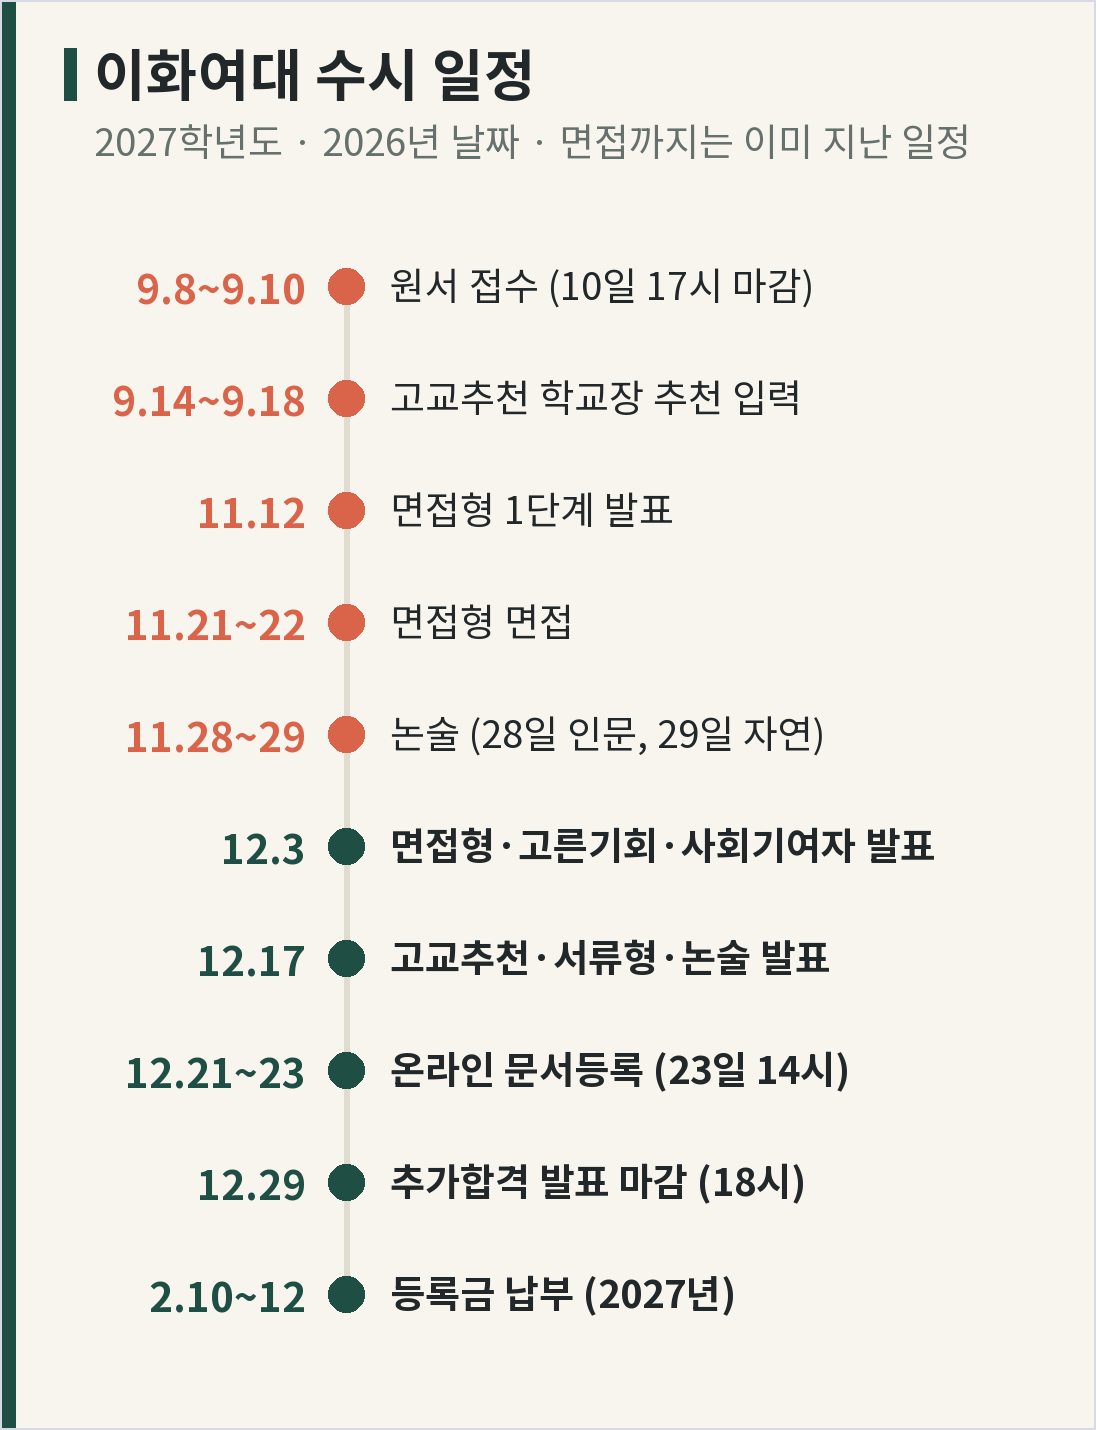 이화여대 수시 일정
2027학년도 · 2026년 날짜 · 면접까지는 이미 지난 일정
9.8~9.10 원서 접수 (10일 17시 마감)
9.14~9.18 고교추천 학교장 추천 입력
11.12 면접형 1단계 발표
11.21~22 면접형 면접
11.28~29 논술 (28일 인문, 29일 자연)
12.3 면접형·고른기회·사회기여자 발표
12.17 고교추천·서류형·논술 발표
12.21~23 온라인 문서등록 (23일 14시)
12.29 추가합격 발표 마감 (18시)
2.10~12 등록금 납부 (2027년)